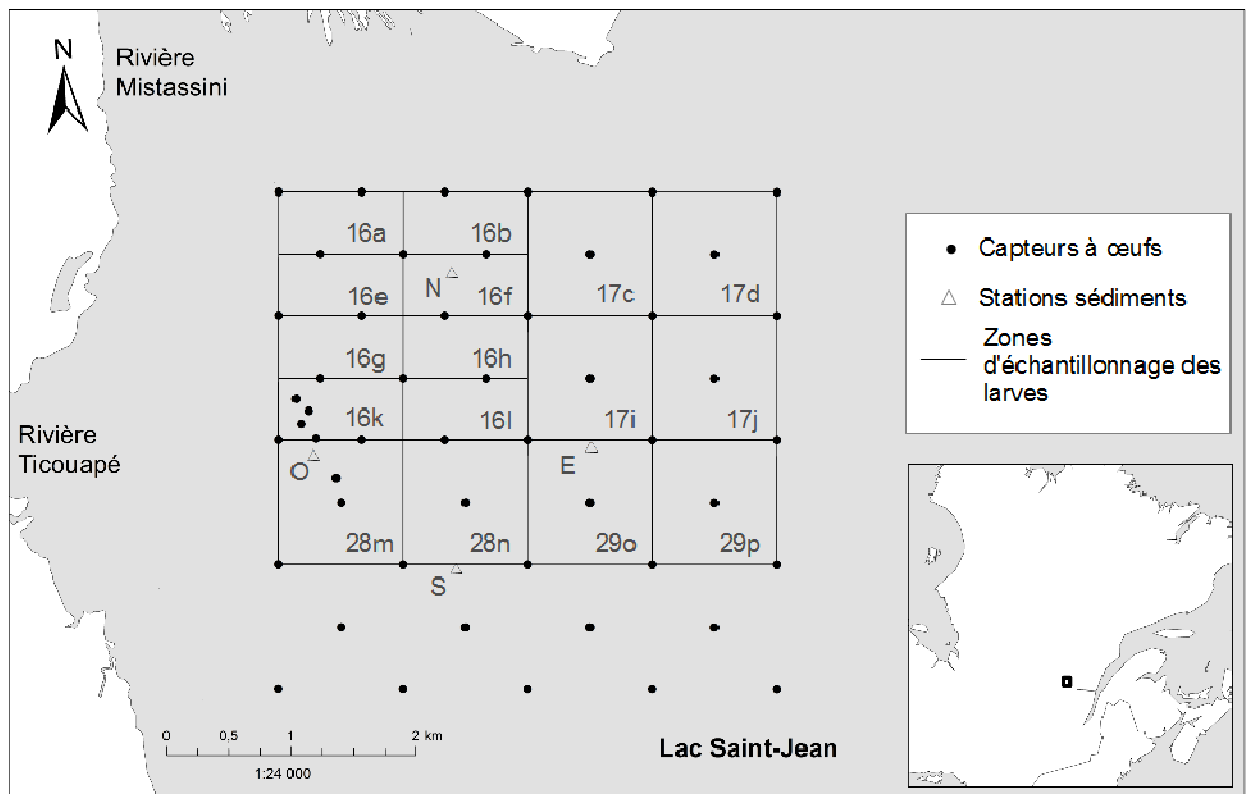 N
Rivière
Mistassini
16a
16b
N
16e
16f
17c
17d
16g
16h
16k
16l
17i
17j
Rivière
Ticouapé
O
E
28m
28n
29o
29p
S
Capteurs à œufs
Stations sédiments
Zones
d'échantillonnage des
larves
0
0,5
1
2 km
1:24 000
Lac Saint-Jean